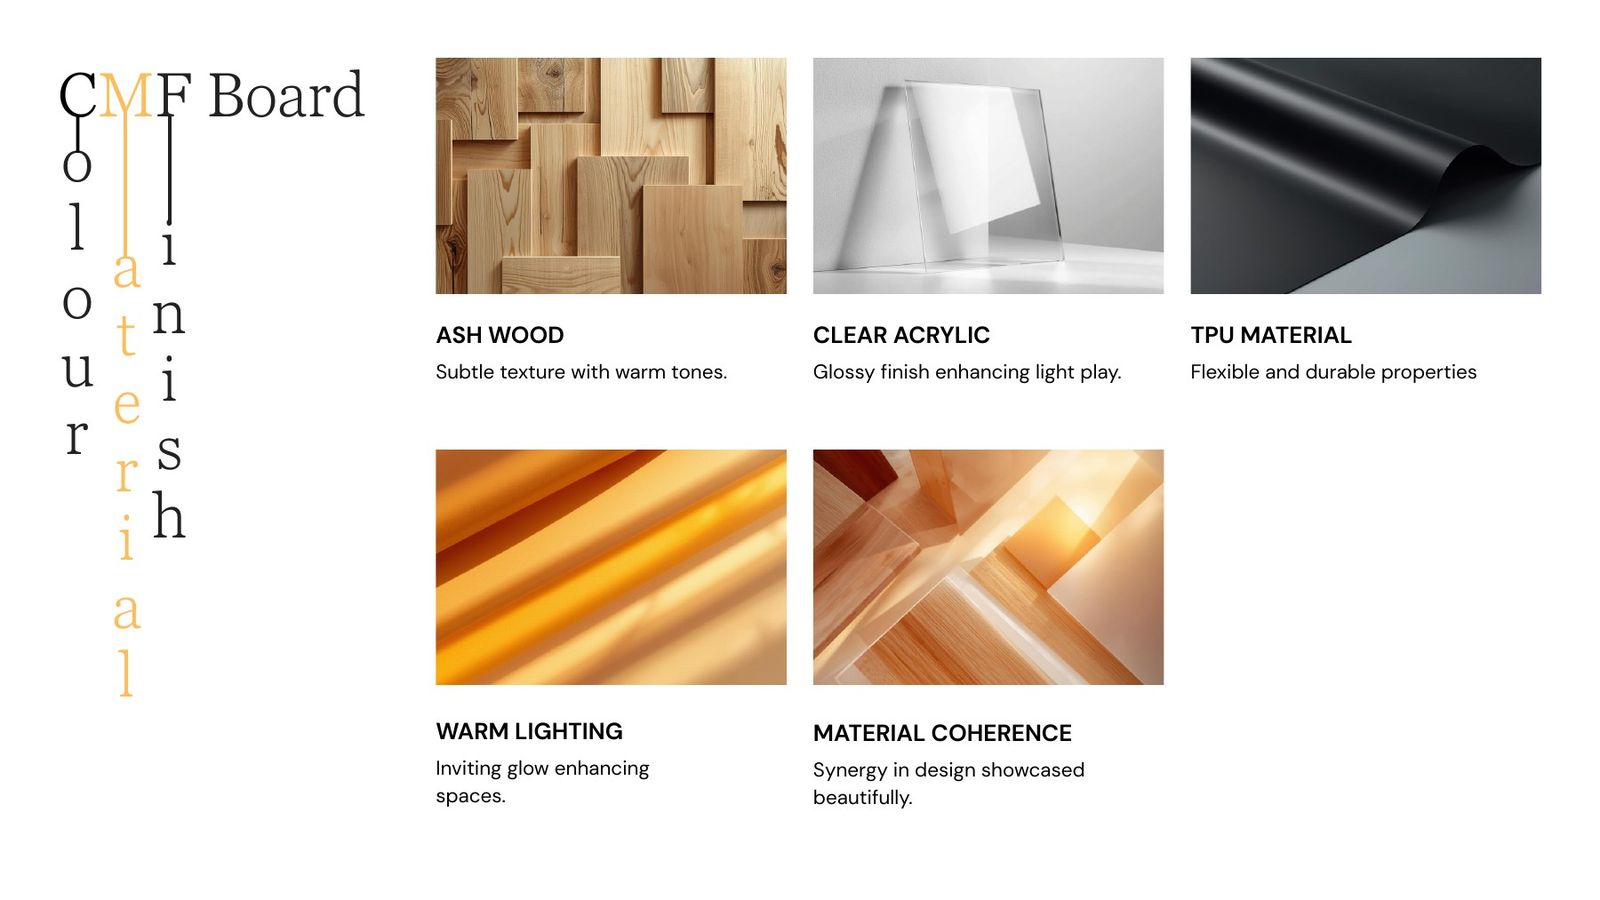 CMF Board
Colour
Material
Finish
ASH WOOD
Subtle texture with warm tones.
CLEAR ACRYLIC
Glossy finish enhancing light play.
TPU MATERIAL
Flexible and durable properties
WARM LIGHTING
Inviting glow enhancing
spaces.
MATERIAL COHERENCE
Synergy in design showcased
beautifully.